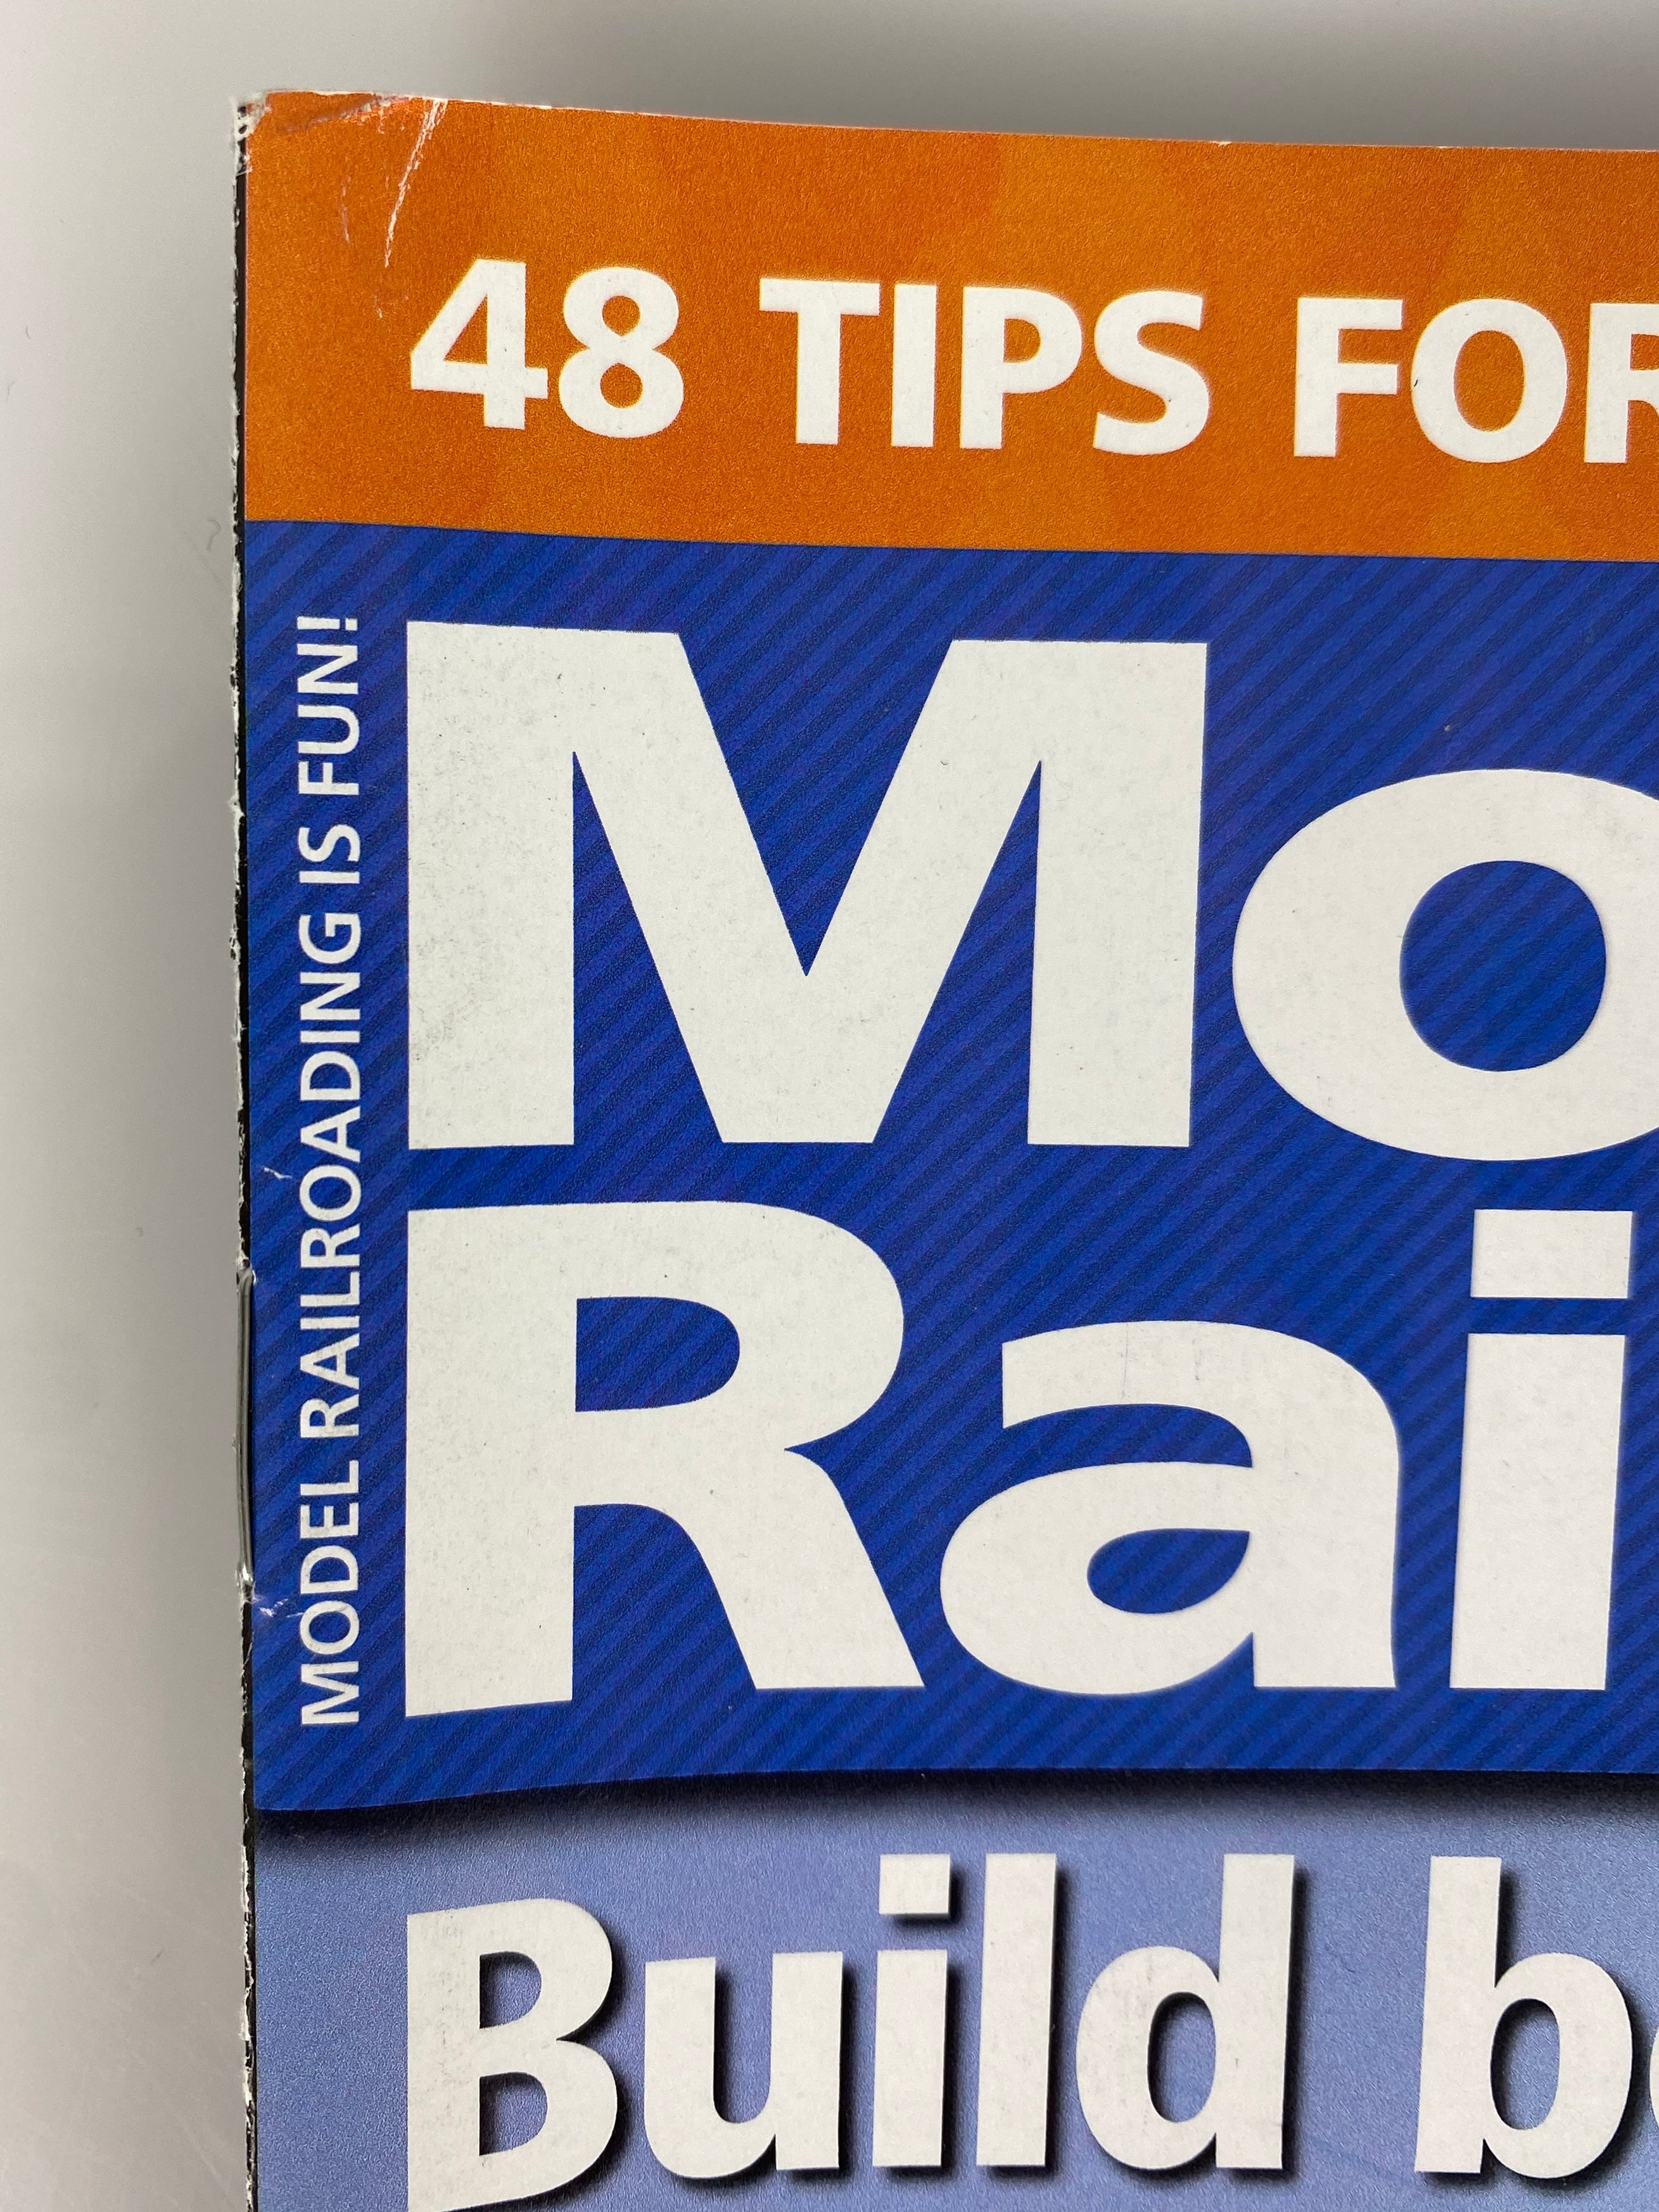 48 TIPS FOR
MODEL RAILROADING IS FUN!
Mo
Rai
Build b